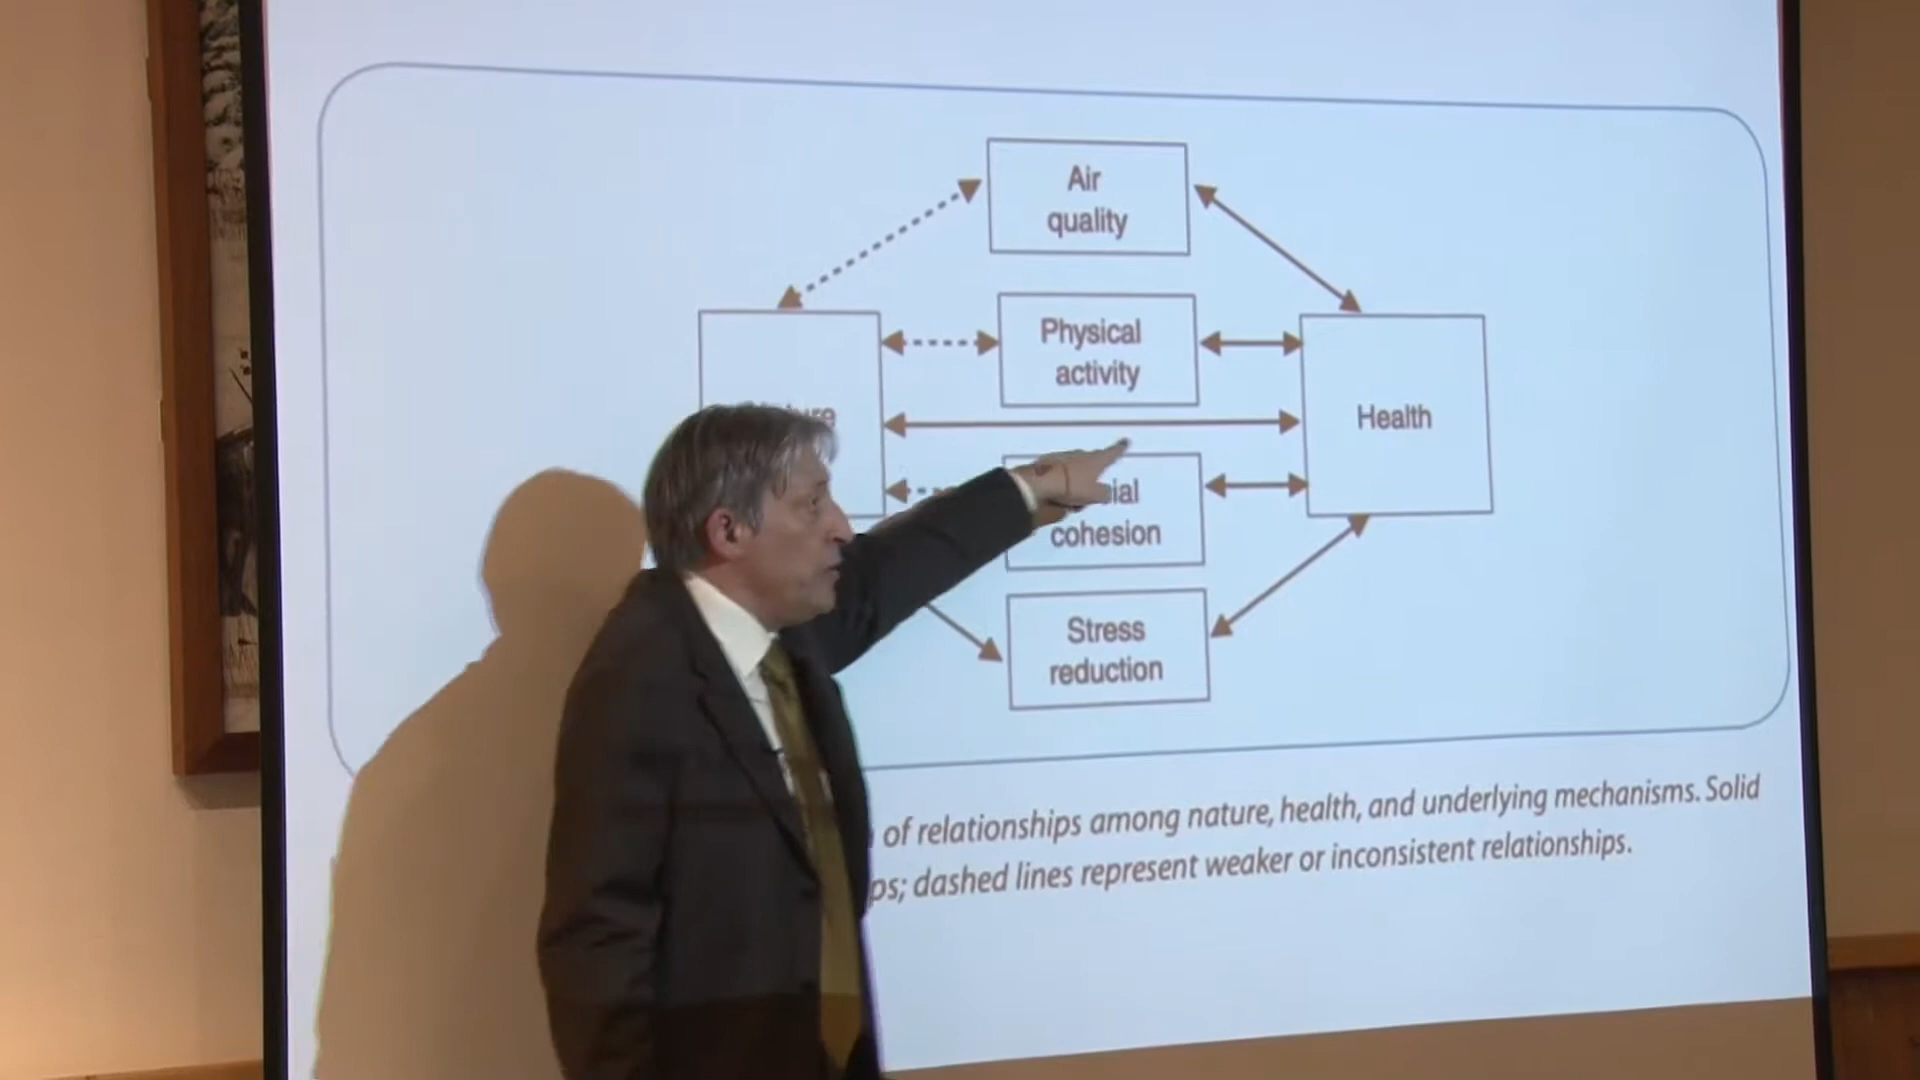 Air
quality
Physical
activity
Health
cohesion
Stress
reduction
of relationships among nature, health, and underlying mechanisms. Solid
dashed lines represent weaker or inconsistent relationships.